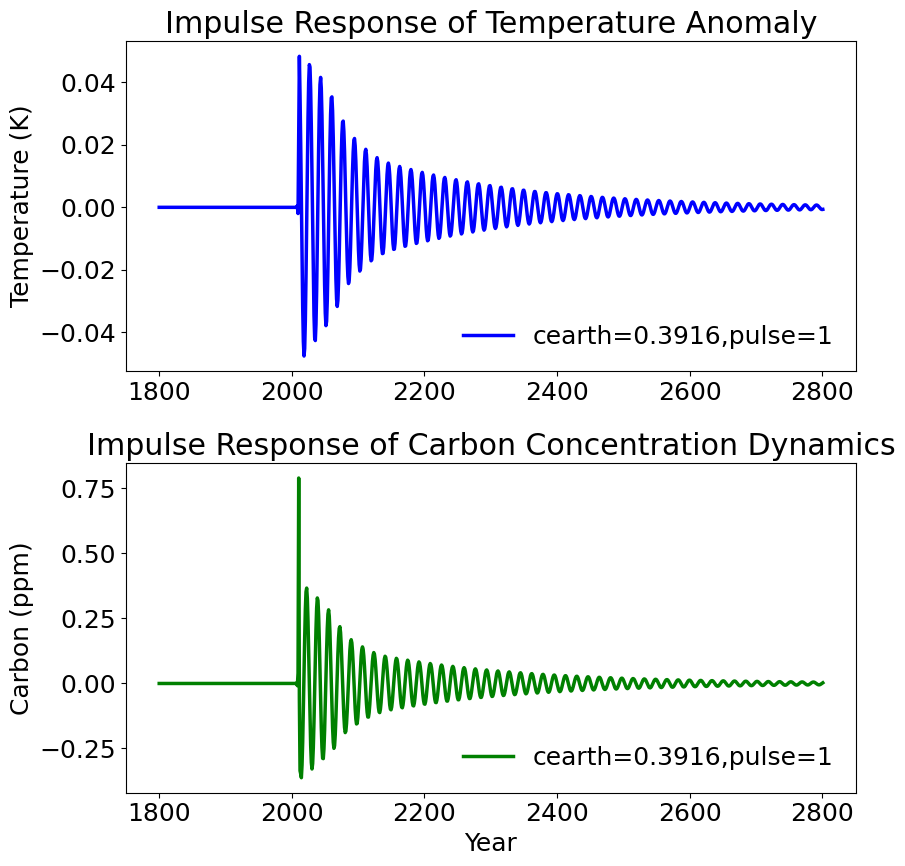 Impulse Response of Temperature Anomaly
Temperature (K)
0.04
0.02
0.00
−0.02
−0.04
cearth=0.3916,pulse=1
1800 2000 2200 2400 2600 2800
Impulse Response of Carbon Concentration Dynamics
Carbon (ppm)
0.75
0.50
0.25
0.00
−0.25
cearth=0.3916,pulse=1
1800 2000 2200 2400 2600 2800
Year